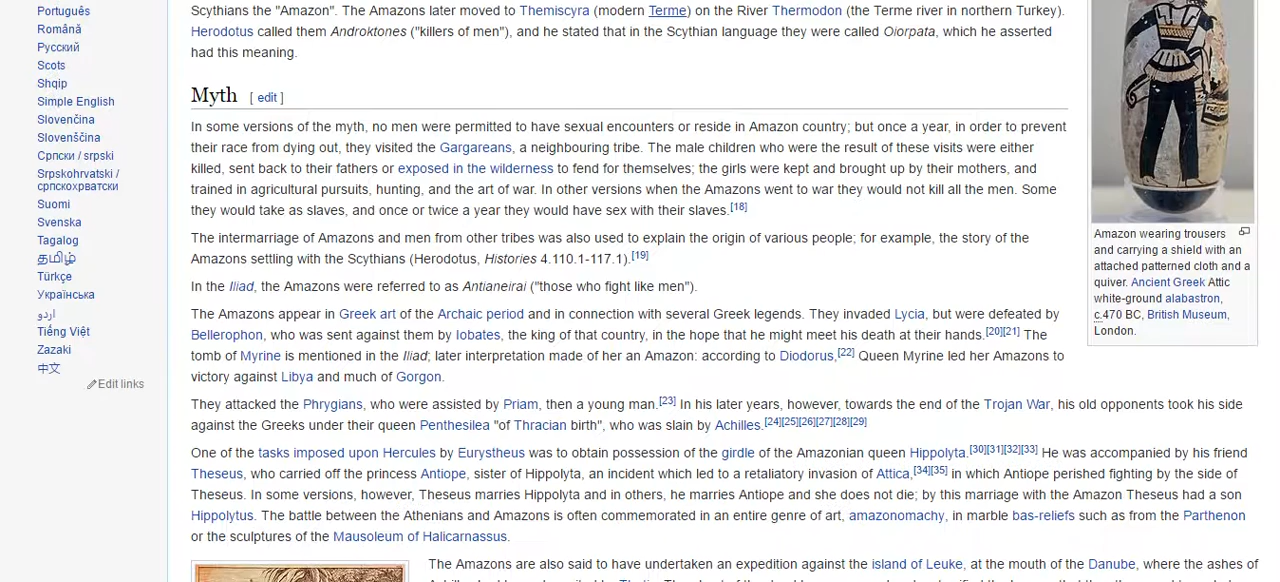 Português
Română
Русский
Scots
Shqip
Simple English
Slovenčina
Slovenščina
Српски / srpski
Srpskohrvatski /
српскохрватски
Suomi
Svenska
Tagalog
தமிழ்
Türkçe
Українська
اردو
Tiếng Việt
Zazaki
中文
Edit links
Scythians the "Amazon". The Amazons later moved to Themiscyra (modern Terme) on the River Thermodon (the Terme river in northern Turkey).
Herodotus called them Androktones ("killers of men"), and he stated that in the Scythian language they were called Oiorpata, which he asserted
had this meaning.
Myth [ edit ]
In some versions of the myth, no men were permitted to have sexual encounters or reside in Amazon country; but once a year, in order to prevent
their race from dying out, they visited the Gargareans, a neighbouring tribe. The male children who were the result of these visits were either
killed, sent back to their fathers or exposed in the wilderness to fend for themselves; the girls were kept and brought up by their mothers, and
trained in agricultural pursuits, hunting, and the art of war. In other versions when the Amazons went to war they would not kill all the men. Some
they would take as slaves, and once or twice a year they would have sex with their slaves.[18]
The intermarriage of Amazons and men from other tribes was also used to explain the origin of various people; for example, the story of the
Amazons settling with the Scythians (Herodotus, Histories 4.110.1-117.1).[19]
In the Iliad, the Amazons were referred to as Antianeirai ("those who fight like men").
The Amazons appear in Greek art of the Archaic period and in connection with several Greek legends. They invaded Lycia, but were defeated by
Bellerophon, who was sent against them by Iobates, the king of that country, in the hope that he might meet his death at their hands.[20][21] The
tomb of Myrine is mentioned in the Iliad; later interpretation made of her an Amazon: according to Diodorus,[22] Queen Myrine led her Amazons to
victory against Libya and much of Gorgon.
They attacked the Phrygians, who were assisted by Priam, then a young man.[23] In his later years, however, towards the end of the Trojan War, his old opponents took his side
against the Greeks under their queen Penthesilea "of Thracian birth", who was slain by Achilles.[24][25][26][27][28][29]
One of the tasks imposed upon Hercules by Eurystheus was to obtain possession of the girdle of the Amazonian queen Hippolyta.[30][31][32][33] He was accompanied by his friend
Theseus, who carried off the princess Antiope, sister of Hippolyta, an incident which led to a retaliatory invasion of Attica,[34][35] in which Antiope perished fighting by the side of
Theseus. In some versions, however, Theseus marries Hippolyta and in others, he marries Antiope and she does not die; by this marriage with the Amazon Theseus had a son
Hippolytus. The battle between the Athenians and Amazons is often commemorated in an entire genre of art, amazonomachy, in marble bas-reliefs such as from the Parthenon
or the sculptures of the Mausoleum of Halicarnassus.
The Amazons are also said to have undertaken an expedition against the island of Leuke, at the mouth of the Danube, where the ashes of
Amazon wearing trousers
and carrying a shield with an
attached patterned cloth and a
quiver. Ancient Greek Attic
white-ground alabastron,
c.470 BC, British Museum,
London.